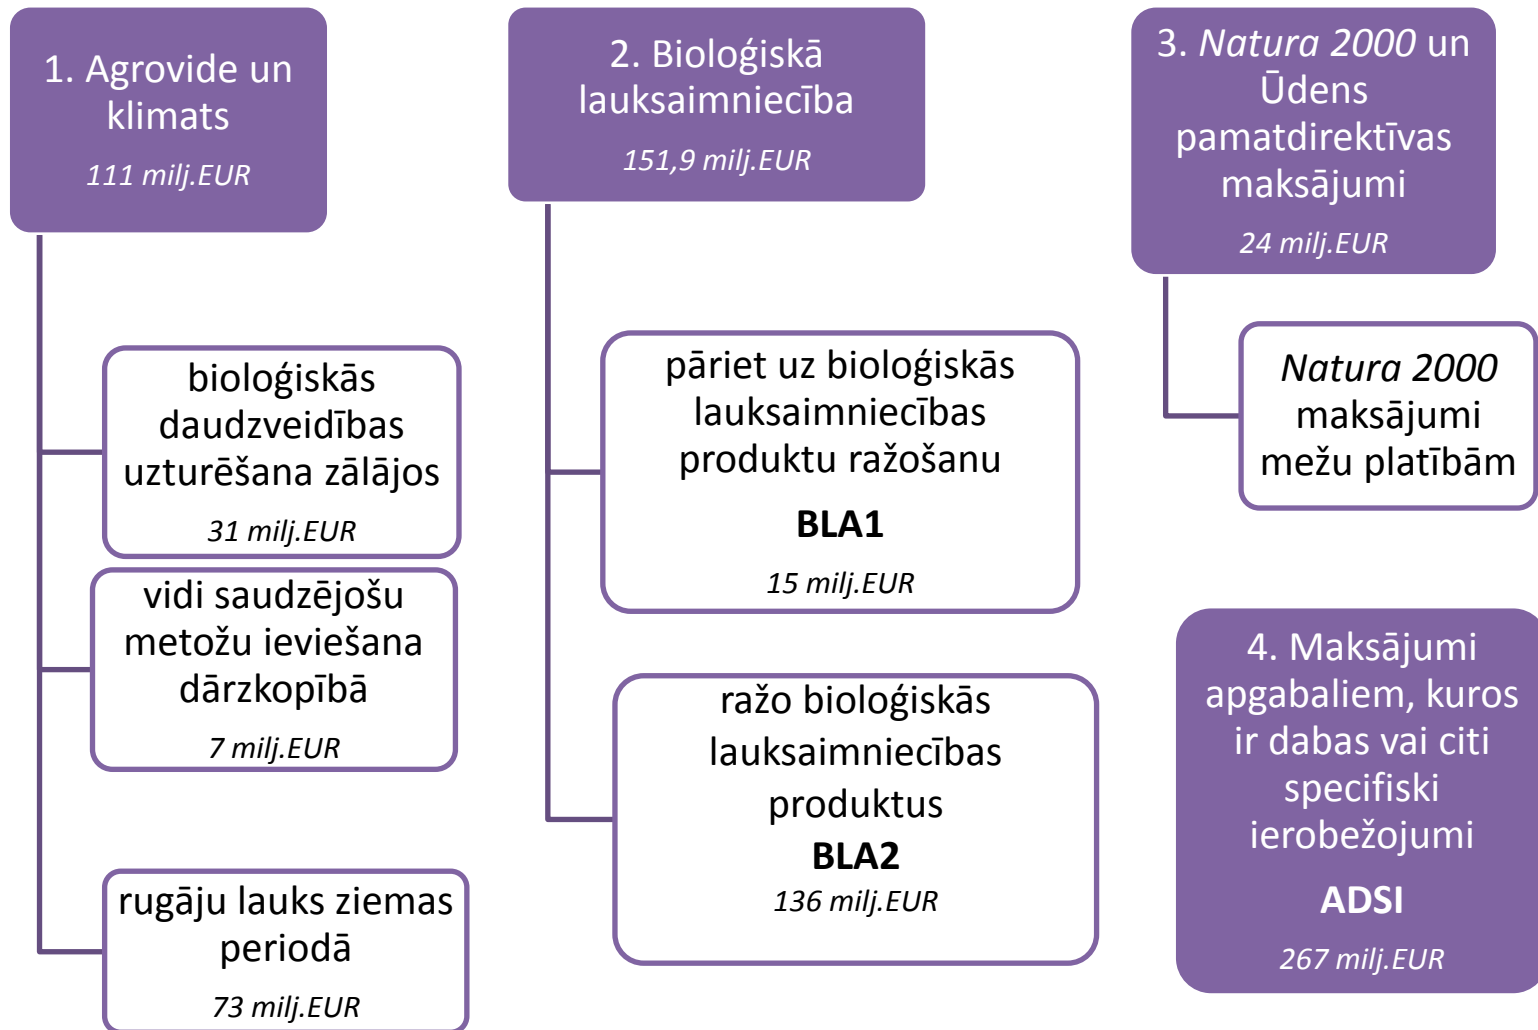 1. Agrovide un
klimats
111 milj.EUR
bioloģiskās
daudzveidības
uzturēšana zālājos
31 milj.EUR
vidi saudzējošu
metožu ieviešana
dārzkopībā
7 milj.EUR
rugāju lauks ziemas
periodā
73 milj.EUR
2. Bioloģiskā
lauksaimniecība
151,9 milj.EUR
pāriet uz bioloģiskās
lauksaimniecības
produktu ražošanu
BLA1
15 milj.EUR
ražo bioloģiskās
lauksaimniecības
produktus
BLA2
136 milj.EUR
3. Natura 2000 un
Ūdens
pamatdirektīvas
maksājumi
24 milj.EUR
Natura 2000
maksājumi
mežu platībām
4. Maksājumi
apgabaliem, kuros
ir dabas vai citi
specifiski
ierobežojumi
ADSI
267 milj.EUR